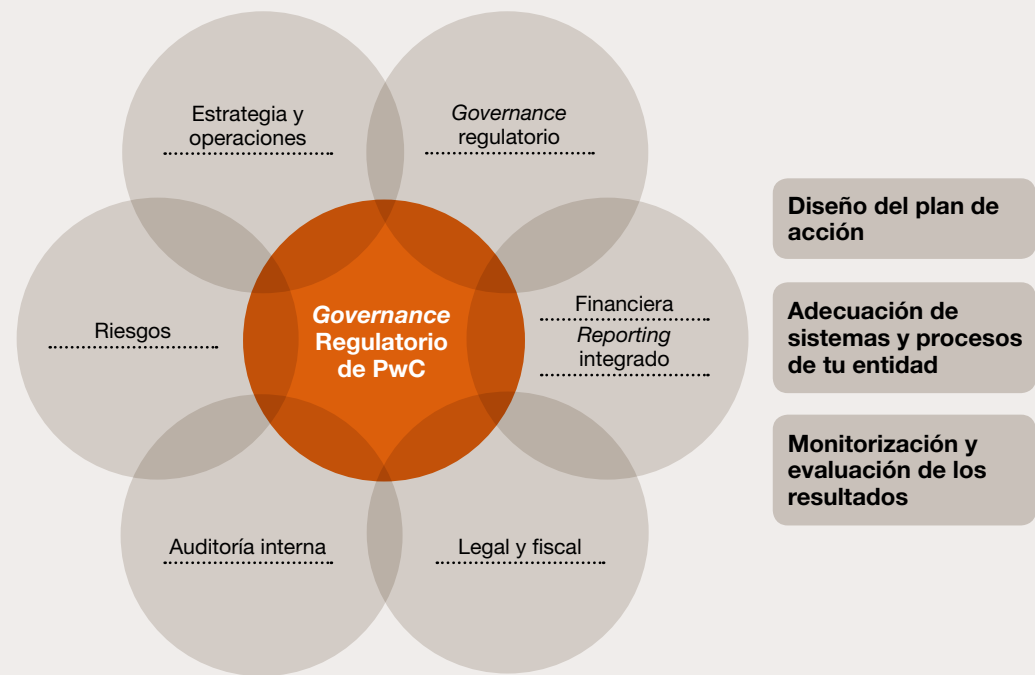 Estrategia y
operaciones
Governance
regulatorio
Riesgos
Governance
Regulatorio
de PwC
Financiera
Reporting
integrado
Auditoría interna
Legal y fiscal
Diseño del plan de
acción
Adecuación de
sistemas y procesos
de tu entidad
Monitorización y
evaluación de los
resultados